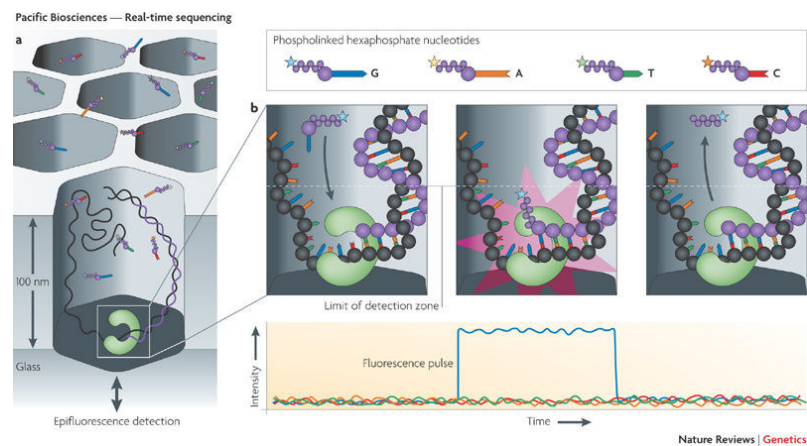 Pacific Biosciences — Real-time sequencing
a
Phospholinked hexaphosphate nucleotides
G
A
T
C
b
100 nm
Limit of detection zone
Glass
Epifluorescence detection
Intensity
Fluorescence pulse
Time
Nature Reviews | Genetics